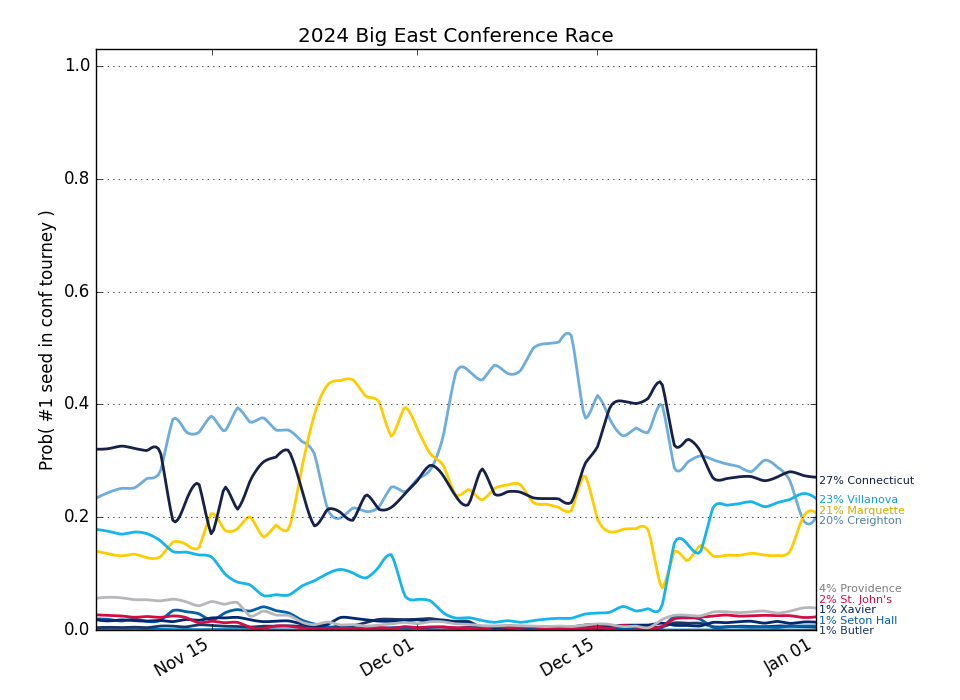 2024 Big East Conference Race
Prob( #1 seed in conf tourney )
1.0
0.8
0.6
0.4
0.2
0.0
Nov 15
Dec 01
Dec 15
Jan 01
27% Connecticut
23% Villanova
21% Marquette
20% Creighton
4% Providence
2% St. John's
1% Xavier
1% Seton Hall
1% Butler